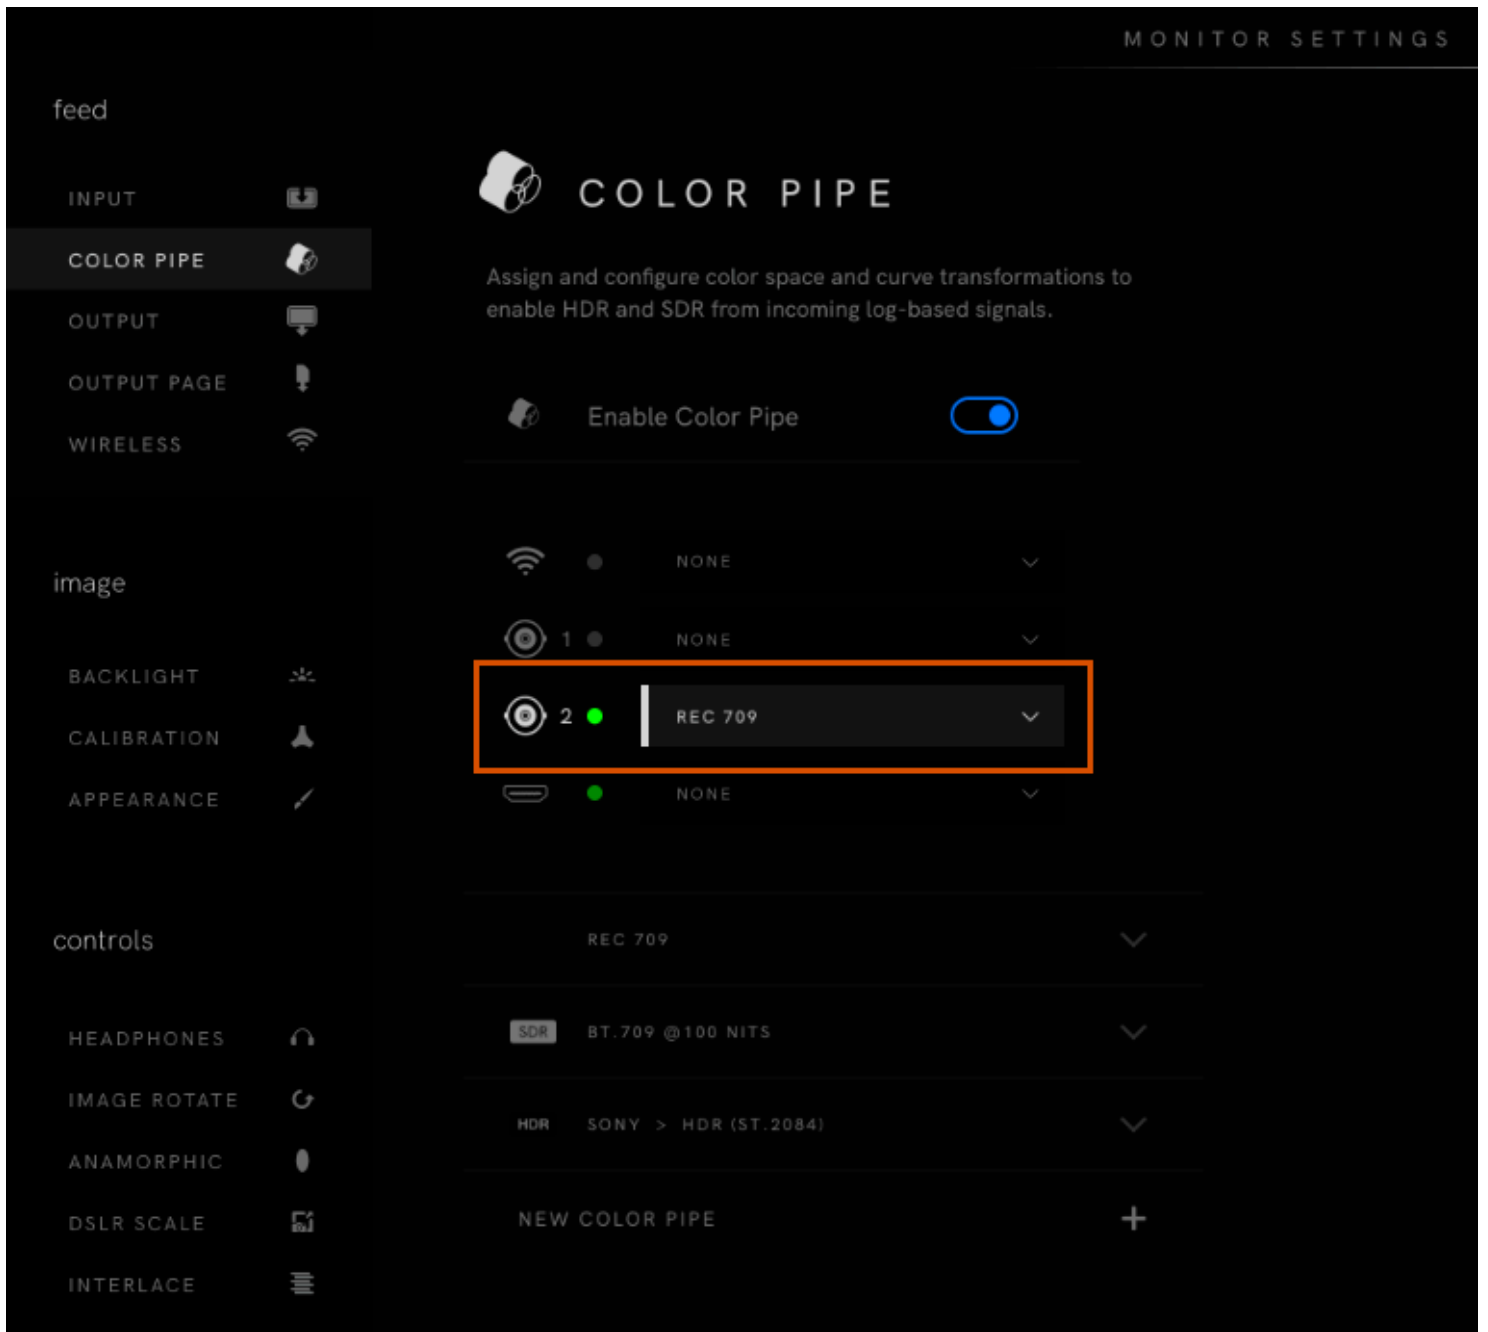 MONITOR SETTINGS
feed
INPUT
COLOR PIPE
OUTPUT
OUTPUT PAGE
WIRELESS
image
BACKLIGHT
CALIBRATION
APPEARANCE
controls
HEADPHONES
IMAGE ROTATE
ANAMORPHIC
DSLR SCALE
INTERLACE
COLOR PIPE
Assign and configure color space and curve transformations to
enable HDR and SDR from incoming log-based signals.
Enable Color Pipe
NONE
1 NONE
2 REC 709
NONE
REC 709
SDR BT.709 @100 NITS
HDR SONY > HDR (ST.2084)
NEW COLOR PIPE +